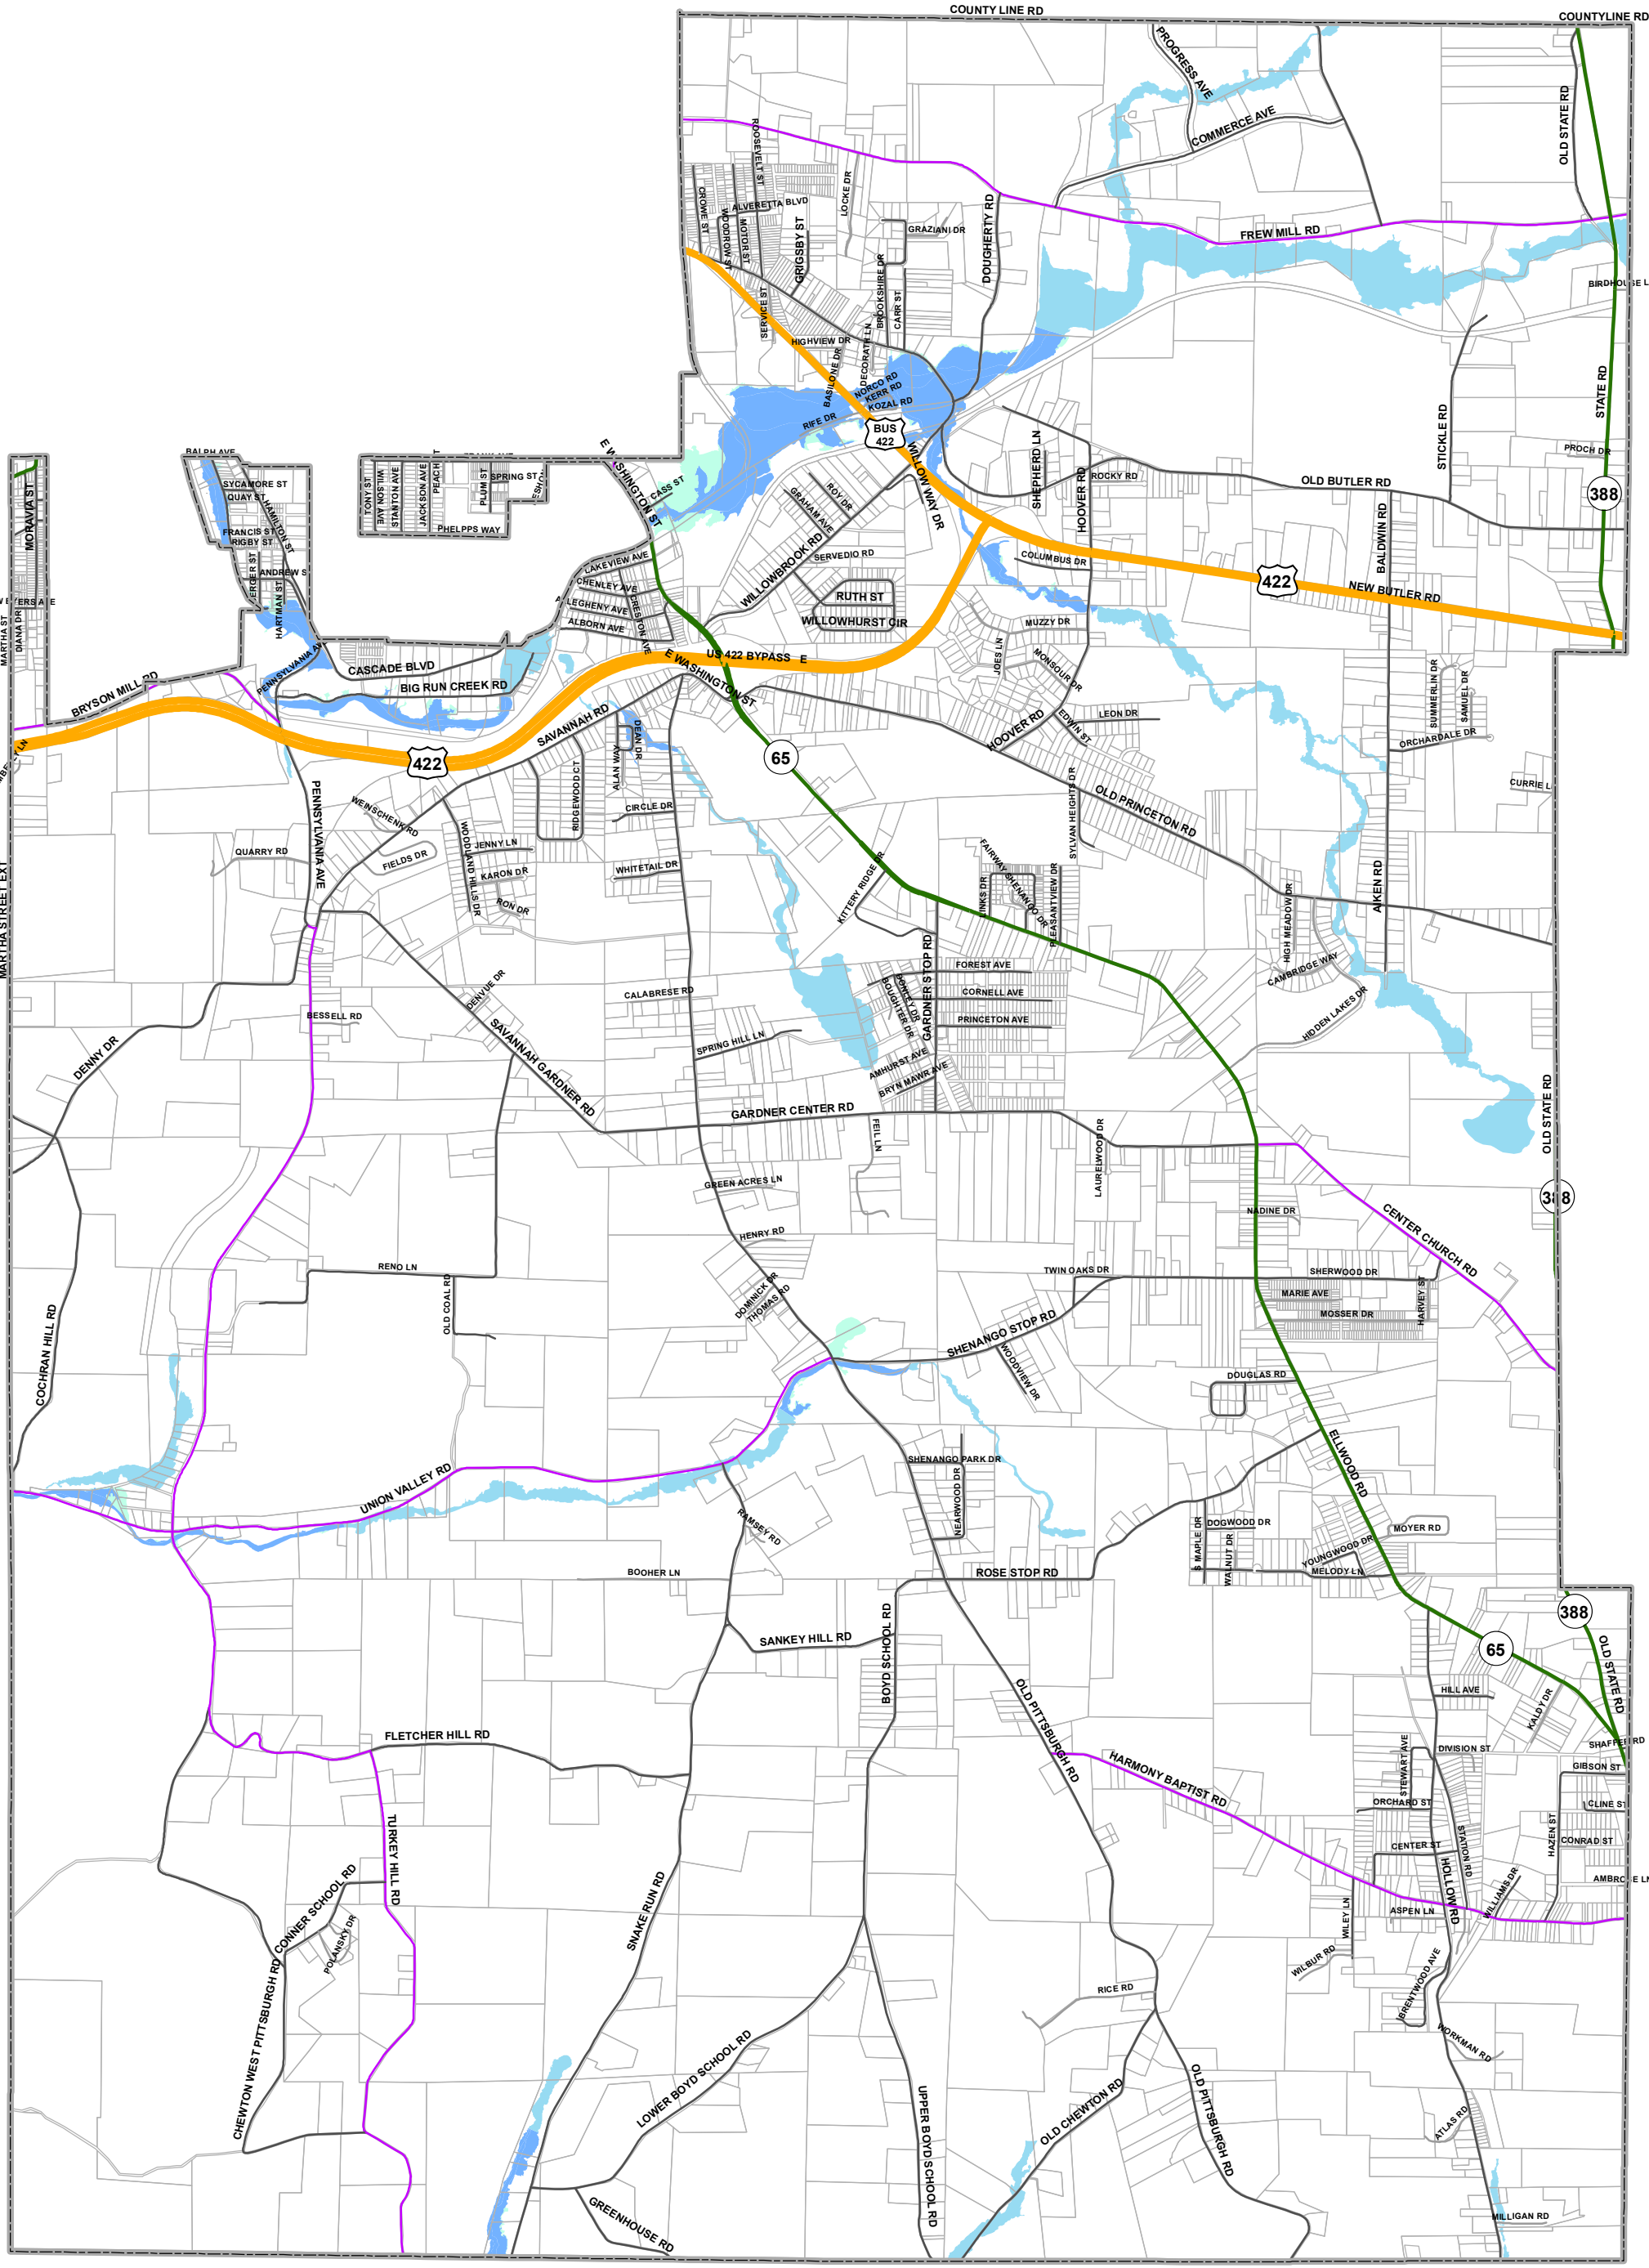 COUNTY LINE RD
COUNTYLINE RD
PROGRESS AVE
COMMERCE AVE
OLD STATE RD
ROOSEVELT ST
CROWE ST
WOODROW ST
MOTOR ST
ALVERETTA BLVD
LOCKE DR
GRIGSBY ST
GRAZIANI DR
DOUGHERTY RD
FREW MILL RD
BROOKSHIRE DR
CARR ST
SERVICE ST
HIGHVIEW DR
BASILONE DR
DECORATH LN
NORCO RD
KERR RD
KOZAL RD
RIFE DR
BUS
422
STATE RD
STICKLE RD
PROCH DR
388
E WASHINGTON ST
CASS ST
WILLOW WAY DR
SHEPHERD LN
HOOVER RD
ROCKY RD
OLD BUTLER RD
BALDWIN RD
MORAVIA ST
RALPH AVE
SYCAMORE ST
QUAY ST
HAMILTON ST
FRANCIS ST
RIGBY ST
HARTMAN ST
TONY ST
WILSON AVE
STANTON AVE
JACKSON AVE
PLUM ST
SPRING ST
PHELPPS WAY
ROY DR
GRAHAM AVE
WILLOWBROOK RD
SERVEDIO RD
RUTH ST
WILLOWHURST CIR
COLUMBUS DR
422
NEW BUTLER RD
LAKEVIEW AVE
CHENLEY AVE
CRESTON AVE
ALBORN AVE
MARTHA ST
DIANA DR
MUZZY DR
JOES LN
MONSOUR DR
US 422 BYPASS E
E WASHINGTON ST
CASCADE BLVD
BIG RUN CREEK RD
BRYSON MILL RD
SAVANNAH RD
DEAN DR
ALAN WAY
422
65
HOOVER RD
EDWIN ST
LEON DR
SUMMERLIN DR
SAMUEL DR
ORCHARDALE DR
RIDGEWOOD CT
CIRCLE DR
SYLVAN HEIGHTS DR
OLD PRINCETON RD
PENNSYLVANIA AVE
WEINSCHENK RD
QUARRY RD
FIELDS DR
WOODLAND HILLS DR
JENNY LN
KARON DR
RON DR
WHITETAIL DR
KITTERY RIDGE DR
LINKS DR
FAIRWAY SHENANGO DR
PLEASANTVIEW DR
AIKEN RD
HIGH MEADOW DR
CAMBRIDGE WAY
HIDDEN LAKES DR
MARTHA STREET EXT
GARDNER STOP RD
FOREST AVE
CORNELL AVE
PRINCETON AVE
AMHURST AVE
BRYN MAWR AVE
BESSELL RD
DENVUE DR
CALABRESE RD
SPRING HILL LN
SAVANNAH GARDNER RD
DENNY DR
GARDNER CENTER RD
FEIL LN
LAURELWOOD DR
OLD STATE RD
388
GREEN ACRES LN
NADINE DR
CENTER CHURCH RD
HENRY RD
RENO LN
OLD COAL RD
DOMINICK DR
THOMAS RD
TWIN OAKS DR
SHERWOOD DR
MARIE AVE
MOSSER DR
HARVEY ST
COCHRAN HILL RD
SHENANGO STOP RD
WOODVIEW DR
DOUGLAS RD
ELLWOOD RD
UNION VALLEY RD
SHENANGO PARK DR
NEARWOOD DR
RAMSEY RD
S MAPLE DR
DOGWOOD DR
WALNUT DR
YOUNGWOOD DR
MELODY LN
MOYER RD
BOOHER LN
ROSE STOP RD
388
65
OLD STATE RD
SANKEY HILL RD
BOYD SCHOOL RD
OLD PITTSBURGH RD
HILL AVE
KALDY DR
FLETCHER HILL RD
HARMONY BAPTIST RD
STEWART AVE
DIVISION ST
SHAFFER RD
GIBSON ST
ORCHARD ST
CLINE ST
TURKEY HILL RD
CENTER ST
STATION RD
HAZEN ST
CONRAD ST
HOLLOW RD
WILLIAMS DR
ASPEN LN
WILEY LN
CONNER SCHOOL RD
POLANSKY DR
SNAKE RUN RD
WILBUR RD
BRENTWOOD AVE
RICE RD
WORKMAN RD
CHEWTON WEST PITTSBURGH RD
LOWER BOYD SCHOOL RD
UPPER BOYD SCHOOL RD
OLD CHEWTON RD
OLD PITTSBURGH RD
ATLAS RD
GREENHOUSE RD
MILLIGAN RD